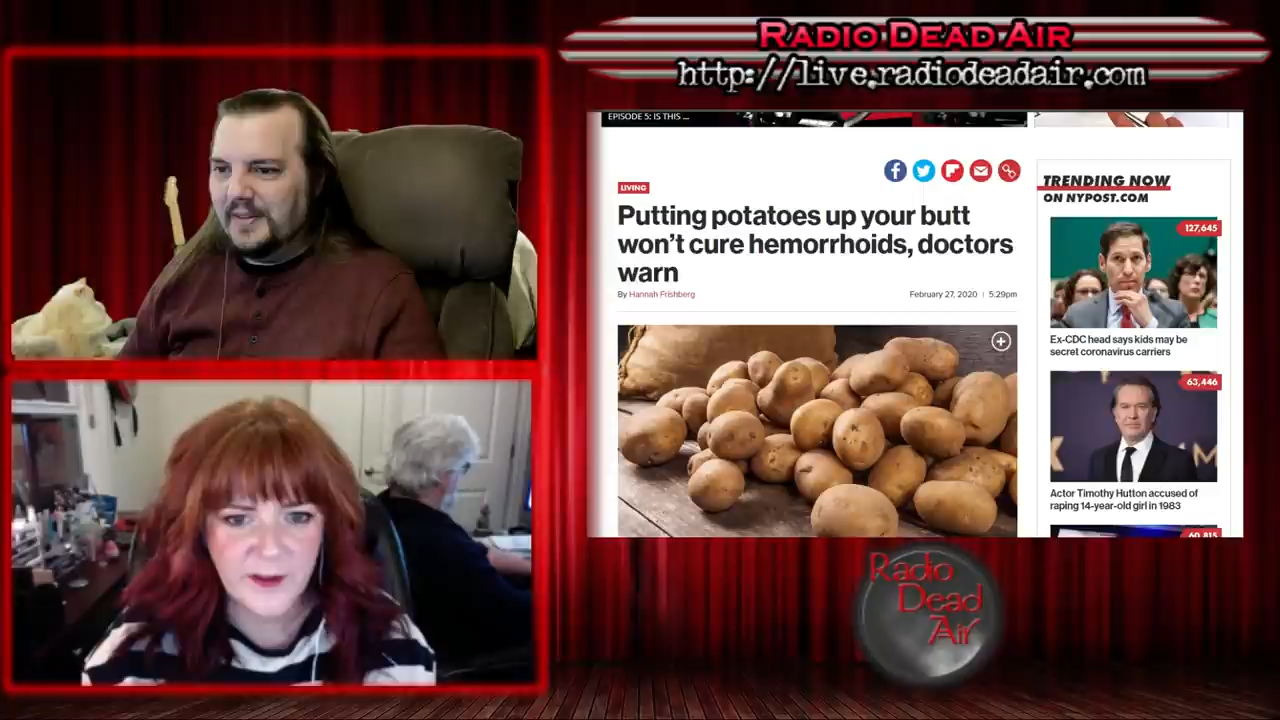 RADIO DEAD AIR
http://live.radiodeadair.com
EPISODE 5: IS THIS ...
LIVING
Putting potatoes up your butt
won't cure hemorrhoids, doctors
warn
By Hannah Frishberg
February 27, 2020 | 5:29pm
TRENDING NOW
ON NYPOST.COM
127,645
Ex-CDC head says kids may be
secret coronavirus carriers
63,446
Actor Timothy Hutton accused of
raping 14-year-old girl in 1983
60,815
Radio
Dead
Air